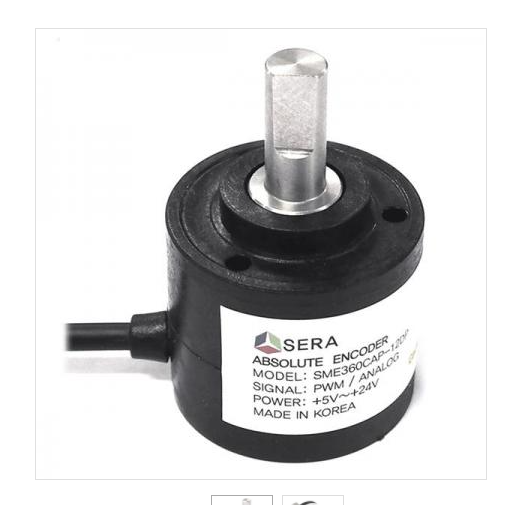 SERA
ABSOLUTE ENCODER
MODEL: SME360CAP-12DP
SIGNAL: PWM / ANALOG
POWER: +5V～+24V
MADE IN KOREA